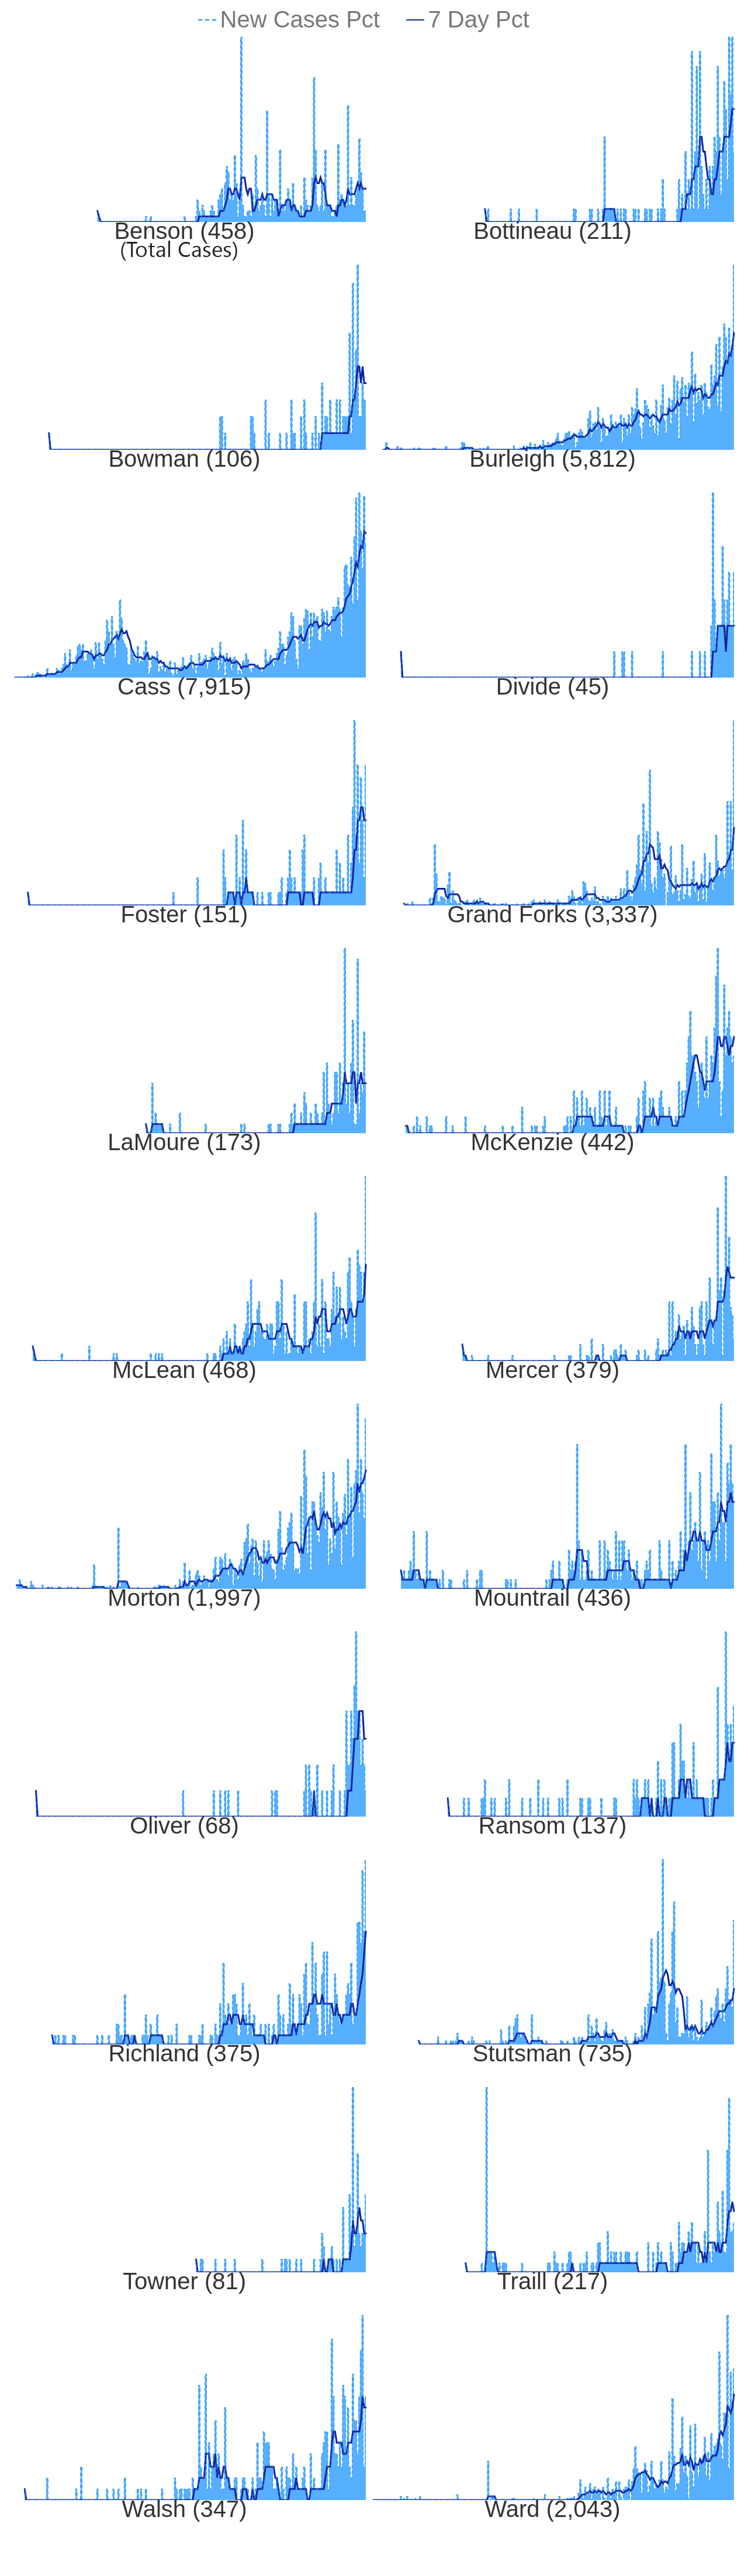 New Cases Pct 7 Day Pct
Benson (458) Bottineau (211)
(Total Cases)
Bowman (106) Burleigh (5,812)
Cass (7,915) Divide (45)
Foster (151) Grand Forks (3,337)
LaMoure (173) McKenzie (442)
McLean (468) Mercer (379)
Morton (1,997) Mountrail (436)
Oliver (68) Ransom (137)
Richland (375) Stutsman (735)
Towner (81) Traill (217)
Walsh (347) Ward (2,043)